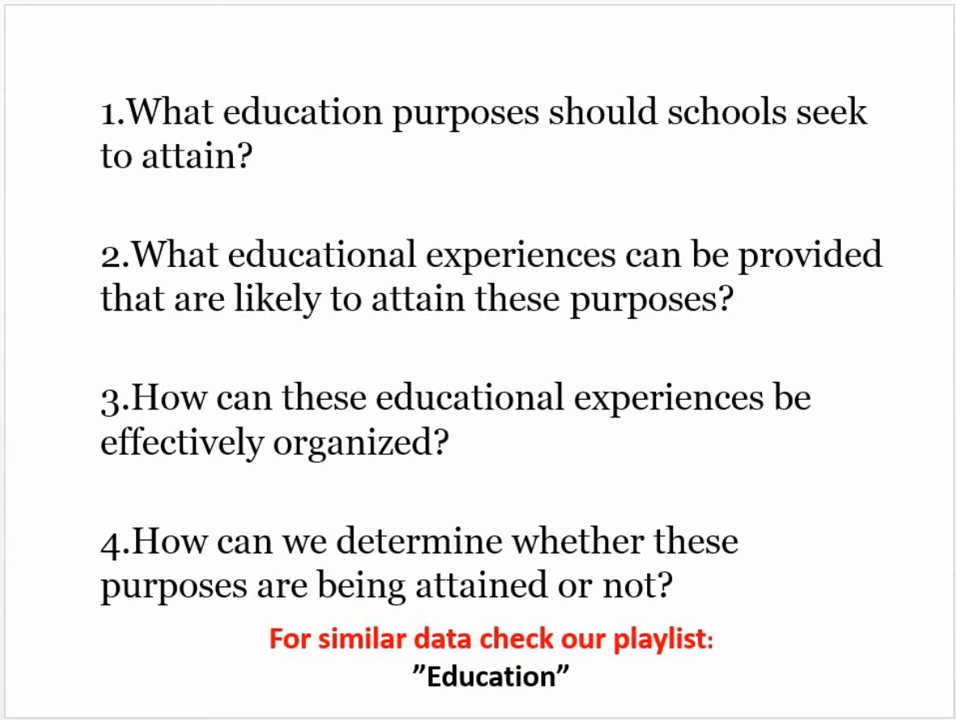 1.What education purposes should schools seek
to attain?
2.What educational experiences can be provided
that are likely to attain these purposes?
3.How can these educational experiences be
effectively organized?
4.How can we determine whether these
purposes are being attained or not?
For similar data check our playlist:
”Education”